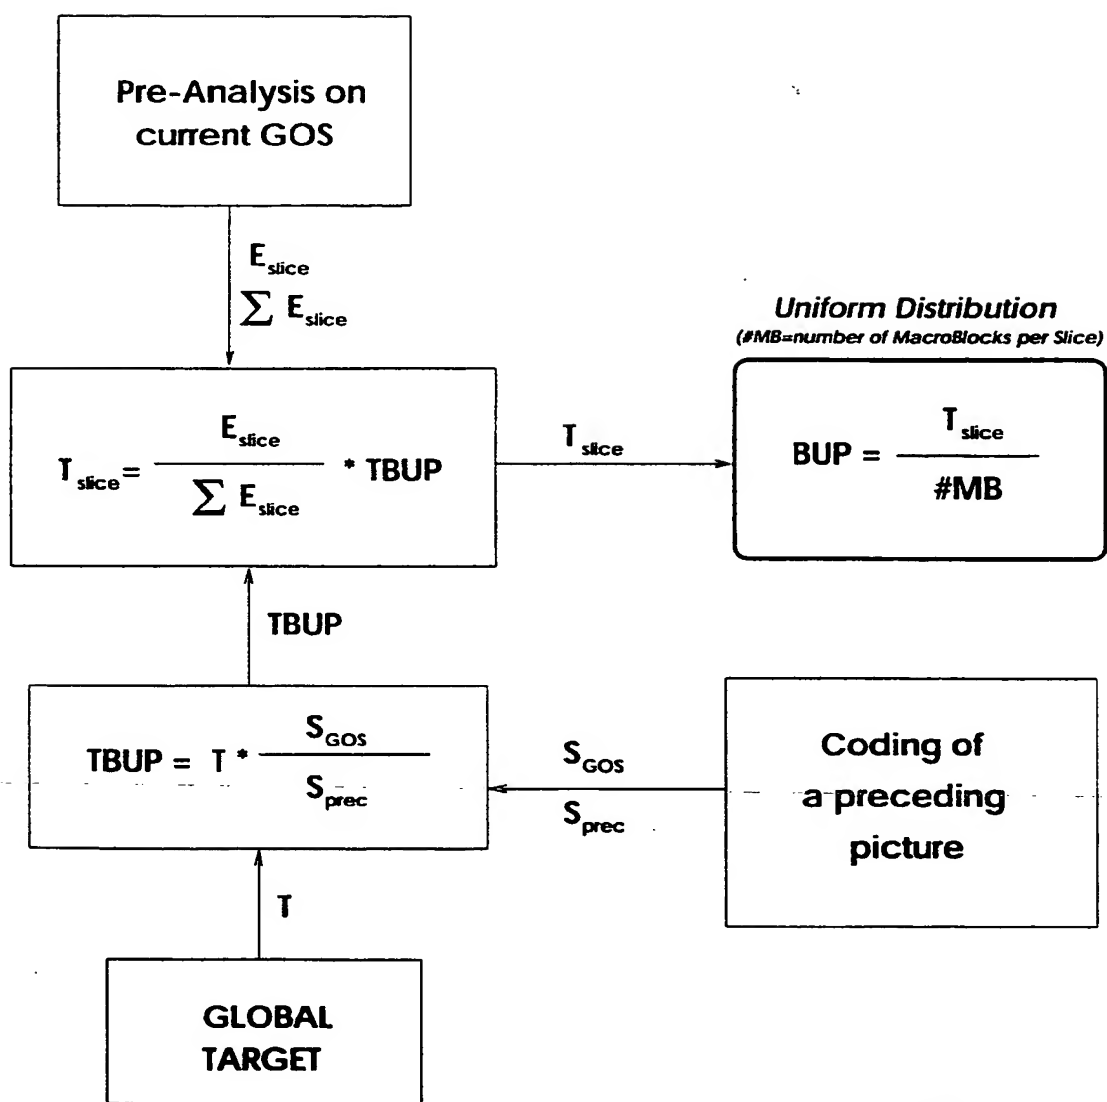 Pre-Analysis on
current GOS
E_slice
∑ E_slice
Uniform Distribution
(#MB=number of MacroBlocks per Slice)
T_slice = E_slice / ∑ E_slice * TBUP
T_slice
BUP = T_slice / #MB
TBUP
TBUP = T * S_GOS / S_prec
S_GOS
S_prec
Coding of
a preceding
picture
T
GLOBAL
TARGET